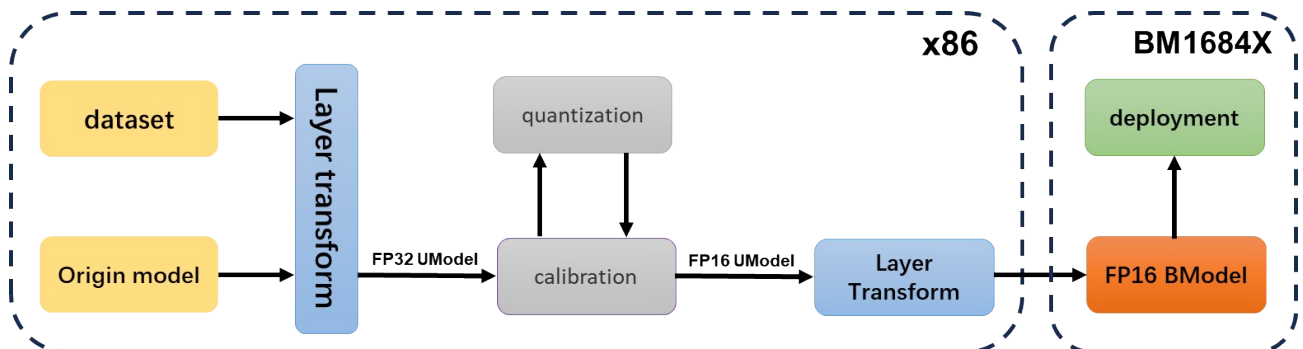 x86
BM1684X
dataset
Layer transform
quantization
deployment
Origin model
FP32 UModel
calibration
FP16 UModel
Layer
Transform
FP16 BModel